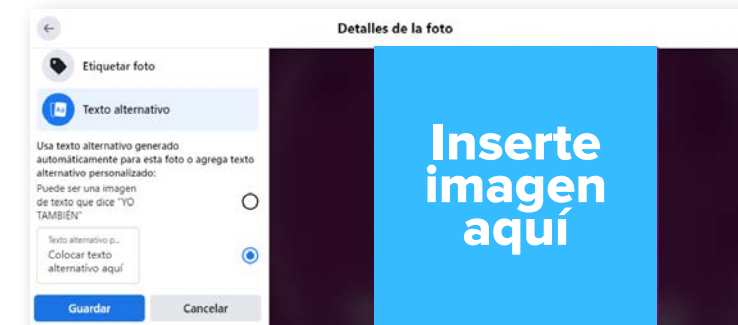 Detalles de la foto
Etiquetar foto
Texto alternativo
Usa texto alternativo generado
automáticamente para esta foto o agrega texto
alternativo personalizado:
Puede ser una imagen
de texto que dice "YO
TAMBIÉN"
Texto alternativo p...
Colocar texto
alternativo aquí
Guardar
Cancelar
Inserte
imagen
aquí